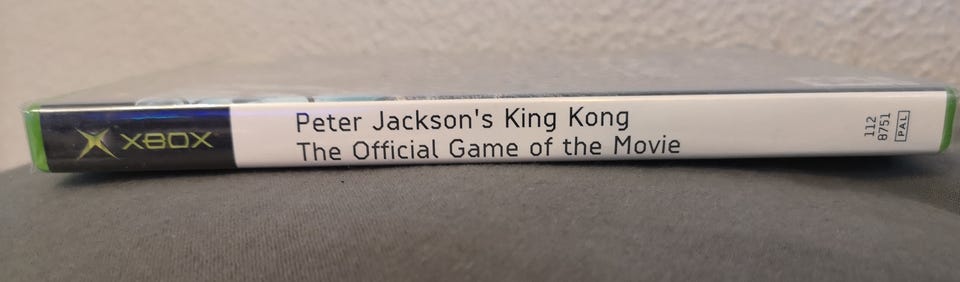 XBOX
Peter Jackson's King Kong
The Official Game of the Movie
112
8751
PAL